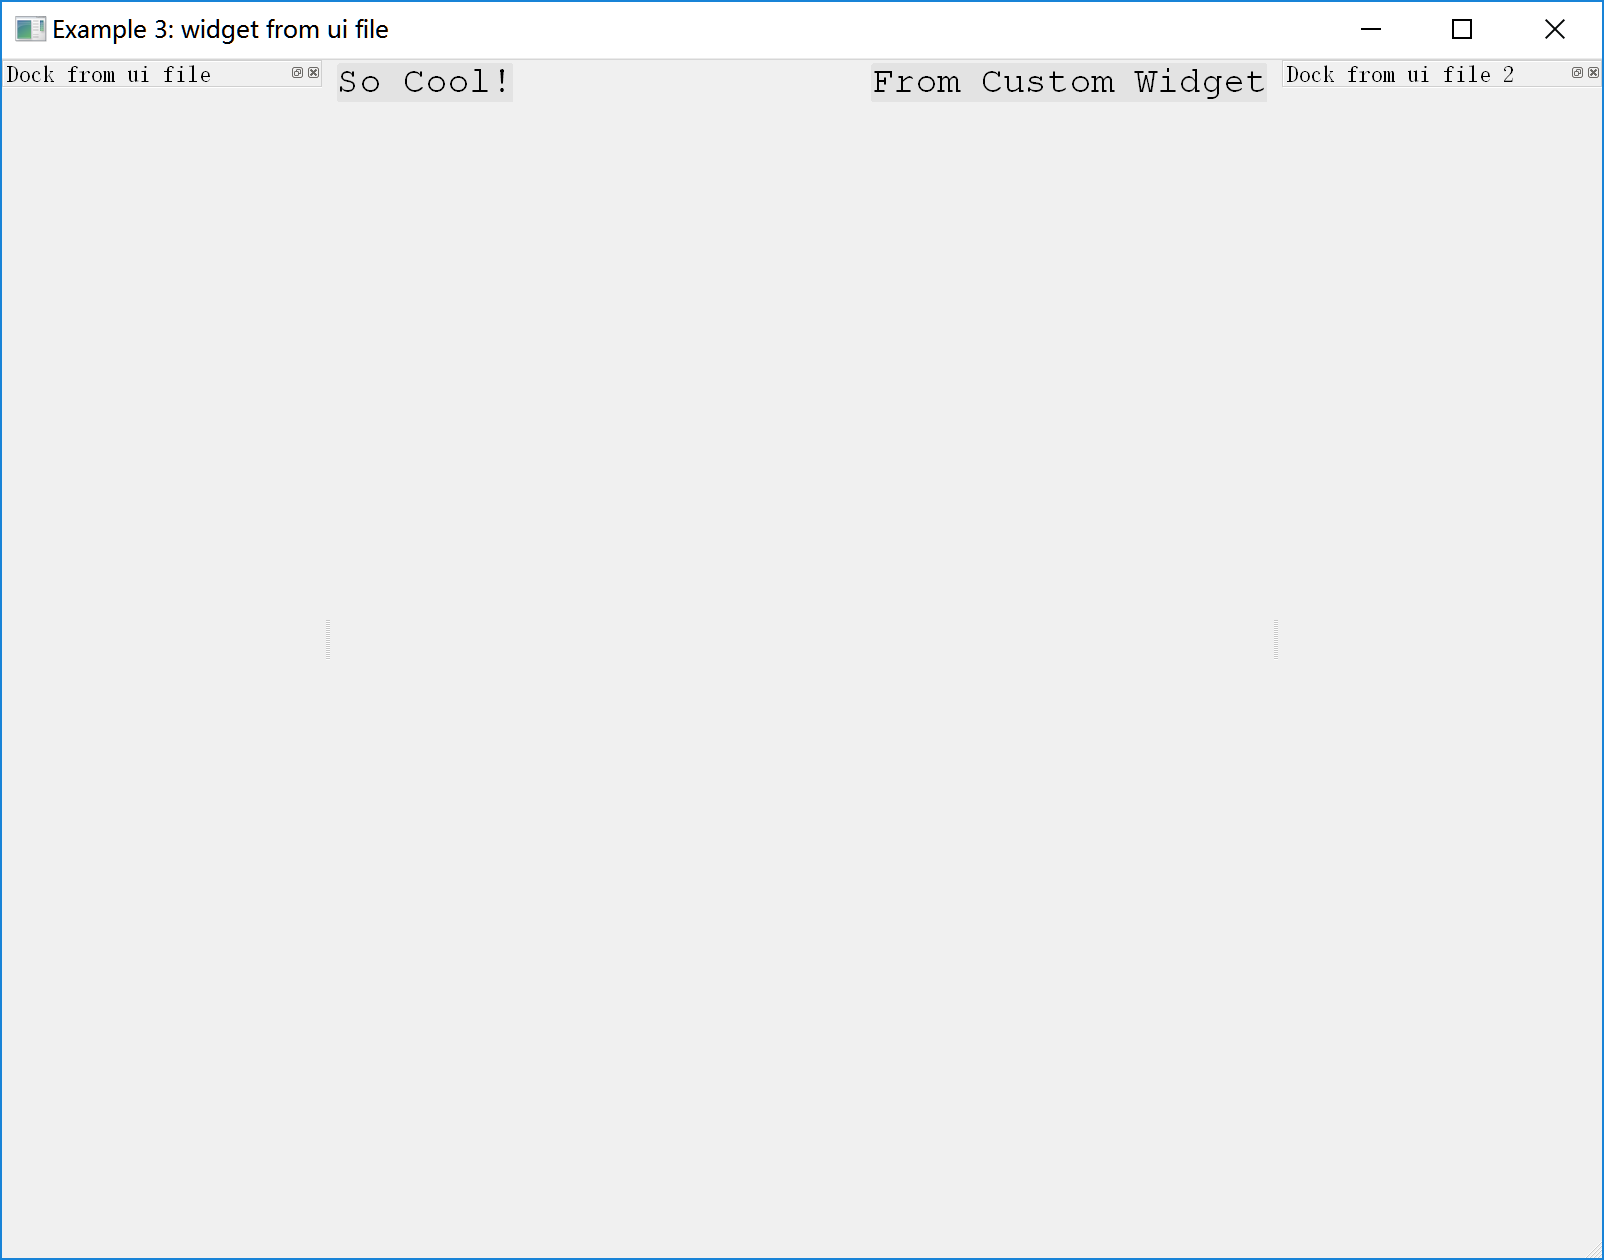 Example 3: widget from ui file
Dock from ui file
So Cool!
From Custom Widget
Dock from ui file 2